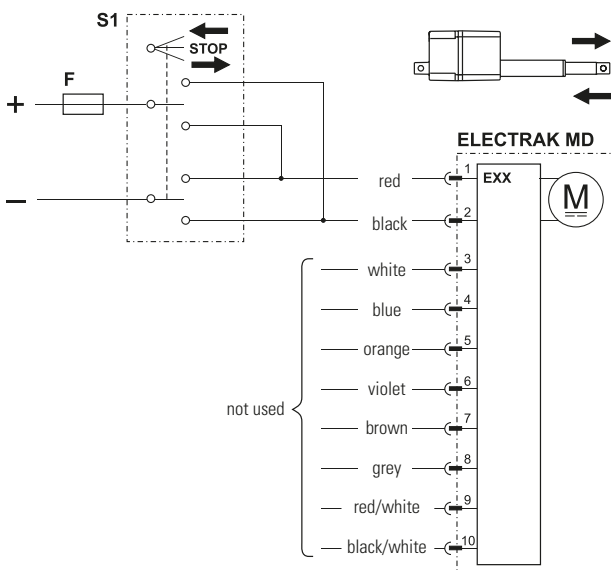 S1
STOP
F
+
–
ELECTRAK MD
EXX
M
red 1
black 2
white 3
blue 4
orange 5
violet 6
not used
brown 7
grey 8
red/white 9
black/white 10